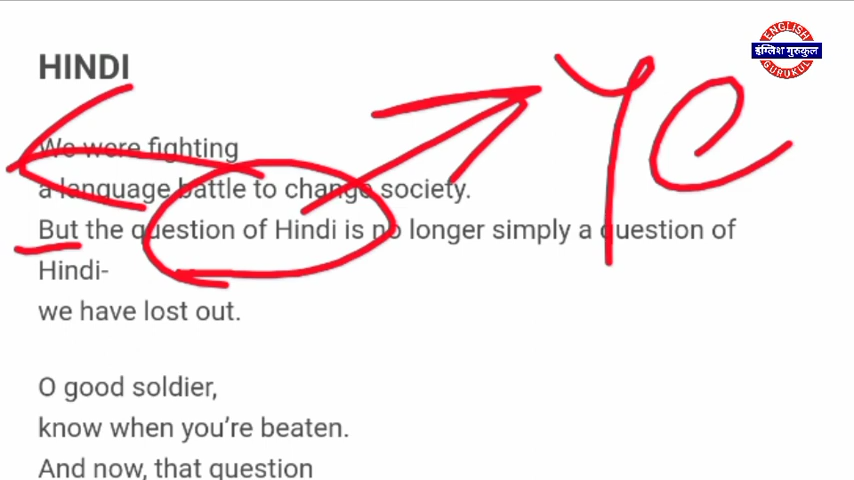 ENGLISH
इंग्लिश गुरुकुल
GURUKUL
HINDI
We were fighting
a language battle to change society.
But the question of Hindi is no longer simply a question of
Hindi-
we have lost out.
O good soldier,
know when you're beaten.
And now, that question